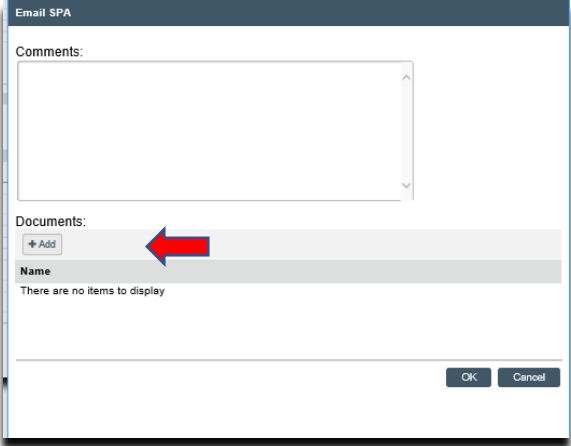 Email SPA
Comments:
Documents:
+ Add
Name
There are no items to display
OK Cancel